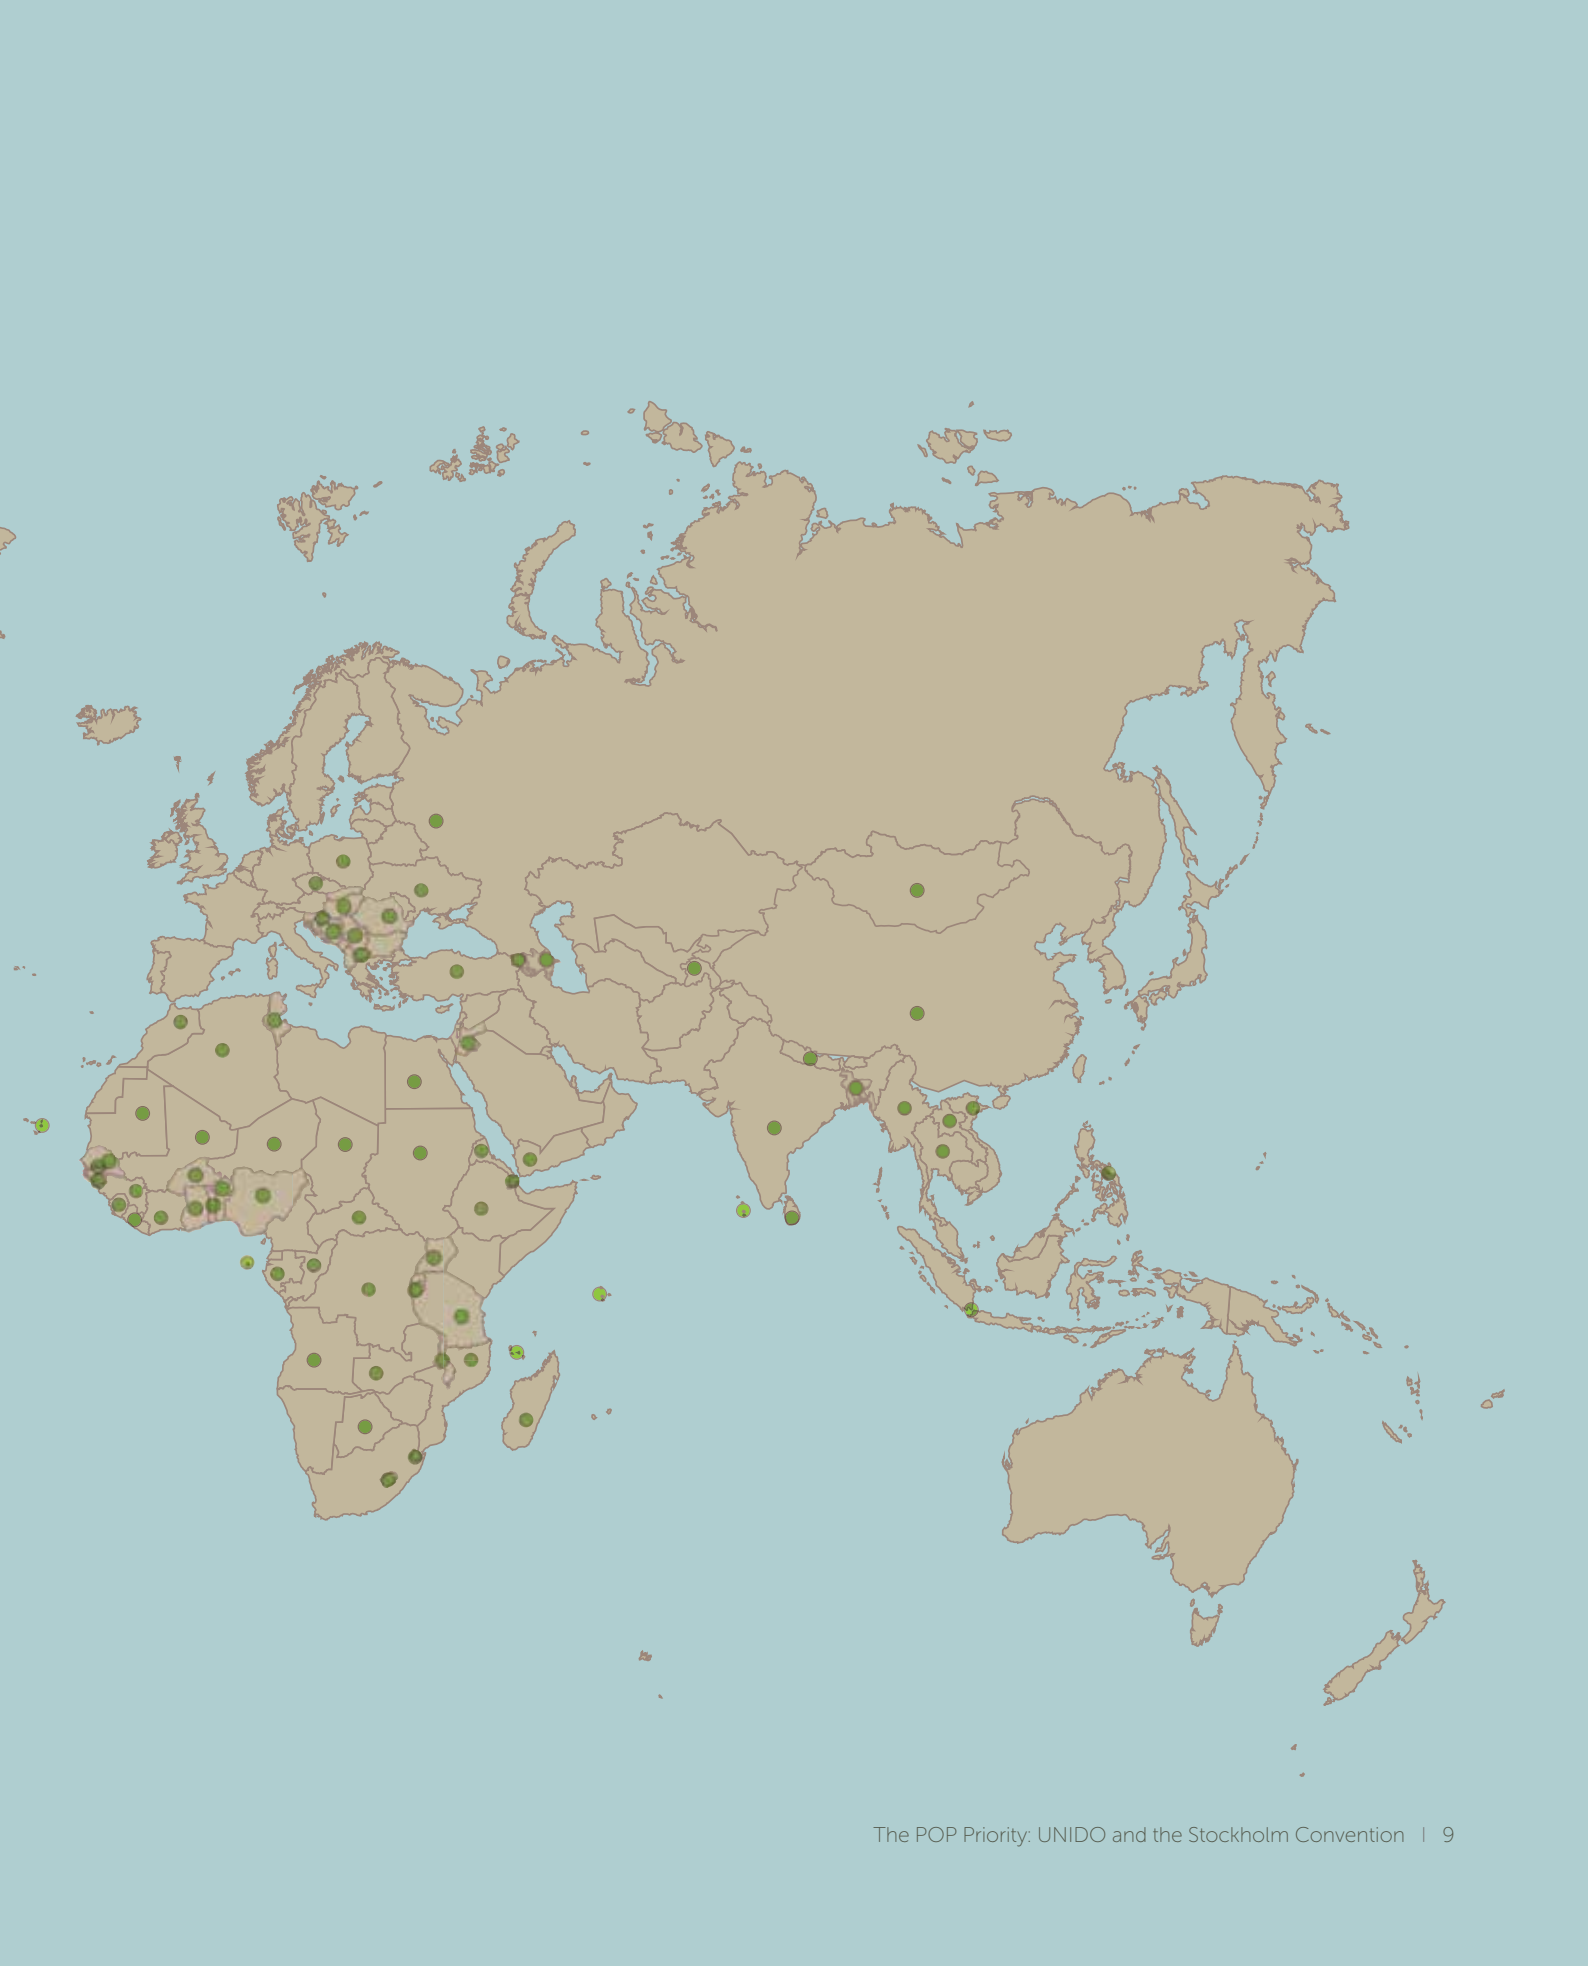 The POP Priority: UNIDO and the Stockholm Convention | 9